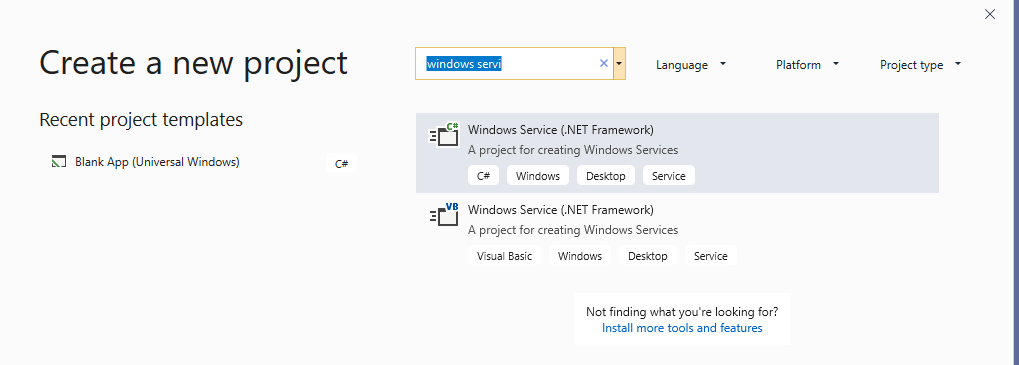 Create a new project
windows servi
Language
Platform
Project type
Recent project templates
Blank App (Universal Windows)
C#
C#
Windows Service (.NET Framework)
A project for creating Windows Services
C# Windows Desktop Service
VB
Windows Service (.NET Framework)
A project for creating Windows Services
Visual Basic Windows Desktop Service
Not finding what you're looking for?
Install more tools and features